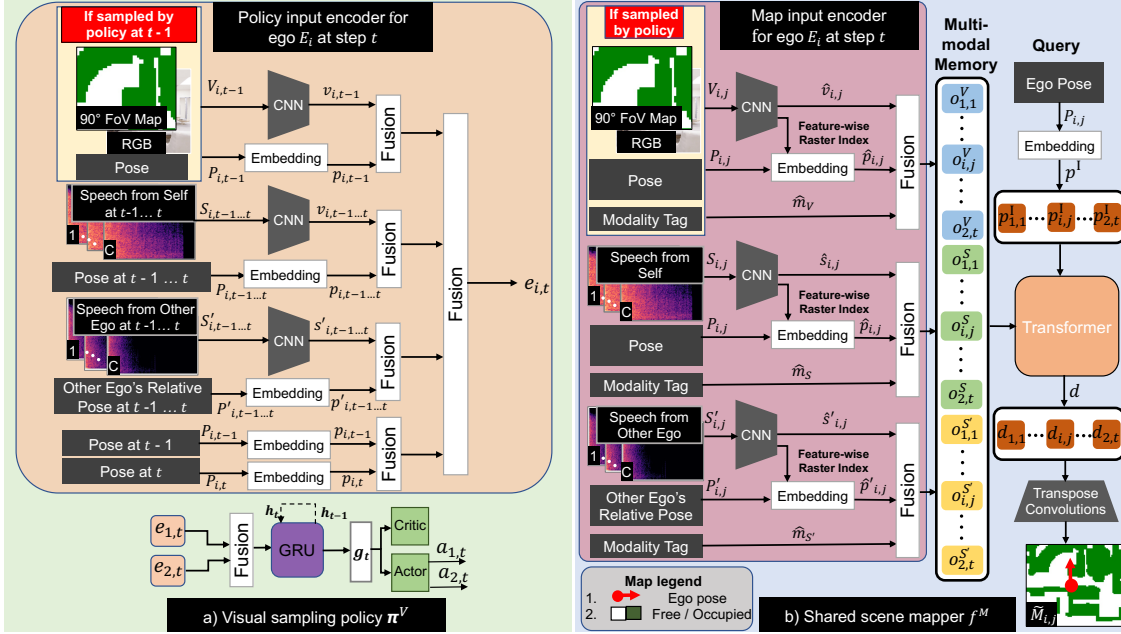 If sampled by
policy at t - 1
Policy input encoder for
ego E_i at step t
90° FoV Map
RGB
Pose
V_{i,t-1}
CNN
v_{i,t-1}
P_{i,t-1}
Embedding
p_{i,t-1}
Fusion
Speech from Self
at t-1... t
1
C
S_{i,t-1...t}
CNN
v_{i,t-1...t}
Pose at t - 1 ... t
P_{i,t-1...t}
Embedding
p_{i,t-1...t}
Fusion
Speech from Other
Ego at t-1... t
1
C
S'_{i,t-1...t}
CNN
s'_{i,t-1...t}
Other Ego's Relative
Pose at t -1 ... t
P'_{i,t-1...t}
Embedding
p'_{i,t-1...t}
Fusion
Pose at t - 1
P_{i,t-1}
Embedding
p_{i,t-1}
Pose at t
P_{i,t}
Embedding
p_{i,t}
Fusion
Fusion
e_{i,t}
e_{1,t}
e_{2,t}
Fusion
h_t
h_{t-1}
GRU
g_t
Critic
Actor
a_{1,t}
a_{2,t}
a) Visual sampling policy π^V
If sampled
by policy
Map input encoder
for ego E_i at step t
90° FoV Map
RGB
Pose
Modality Tag
V_{i,j}
CNN
v̂_{i,j}
Feature-wise
Raster Index
P_{i,j}
Embedding
p̂_{i,j}
m̂_V
Fusion
Speech from
Self
1
C
S_{i,j}
CNN
ŝ_{i,j}
Feature-wise
Raster Index
Pose
P_{i,j}
Embedding
p̂_{i,j}
Modality Tag
m̂_S
Fusion
Speech from
Other Ego
1
C
S'_{i,j}
CNN
ŝ'_{i,j}
Feature-wise
Raster Index
Other Ego's
Relative Pose
P'_{i,j}
Embedding
p̂'_{i,j}
Modality Tag
m̂_{S'}
Fusion
Map legend
1. Ego pose
2. Free / Occupied
b) Shared scene mapper f^M
Multi-
modal
Memory
o^V_{1,1}
o^V_{i,j}
o^V_{2,t}
o^S_{1,1}
o^S_{i,j}
o^S_{2,t}
o^{S'}_{1,1}
o^{S'}_{i,j}
o^{S'}_{2,t}
Query
Ego Pose
P_{i,j}
Embedding
p^I
p^I_{1,1} ... p^I_{i,j} ... p^I_{2,t}
Transformer
d
d_{1,1} ... d_{i,j} ... d_{2,t}
Transpose
Convolutions
M̃_{i,j}